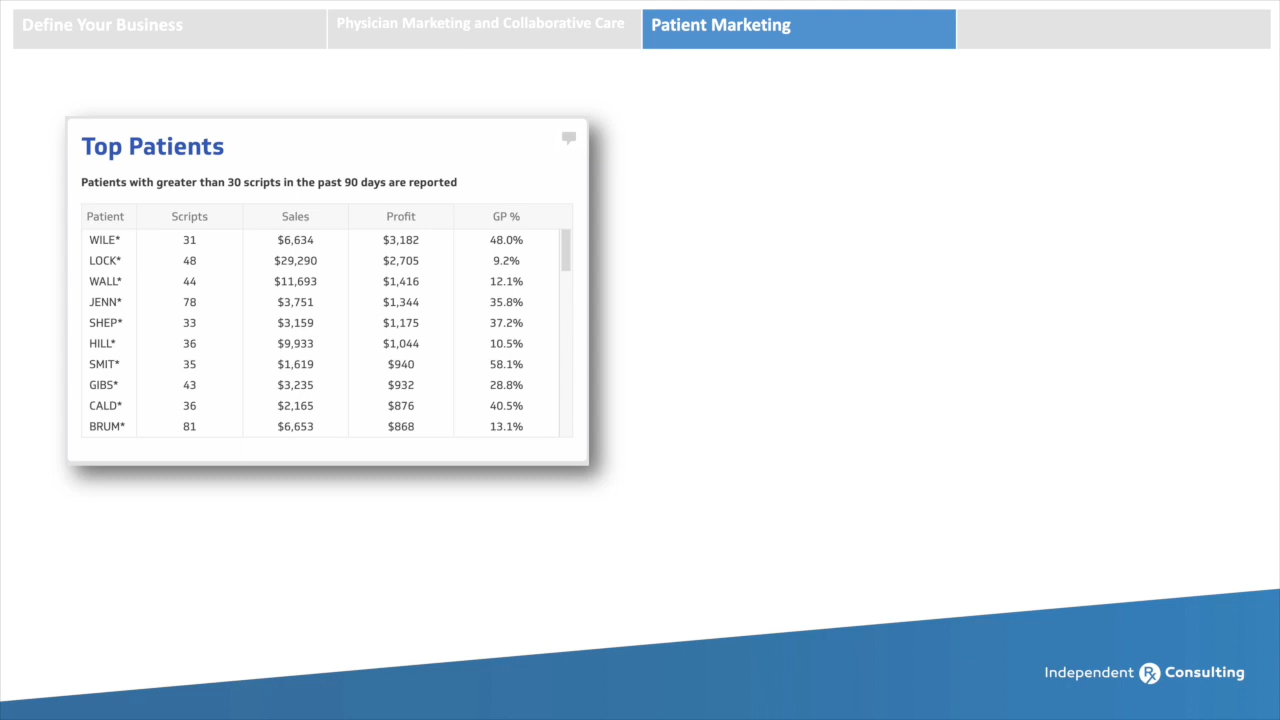 Define Your Business
Physician Marketing and Collaborative Care
Patient Marketing
Top Patients
Patients with greater than 30 scripts in the past 90 days are reported
Patient Scripts Sales Profit GP %
WILE* 31 $6,634 $3,182 48.0%
LOCK* 48 $29,290 $2,705 9.2%
WALL* 44 $11,693 $1,416 12.1%
JENN* 78 $3,751 $1,344 35.8%
SHEP* 33 $3,159 $1,175 37.2%
HILL* 36 $9,933 $1,044 10.5%
SMIT* 35 $1,619 $940 58.1%
GIBS* 43 $3,235 $932 28.8%
CALD* 36 $2,165 $876 40.5%
BRUM* 81 $6,653 $868 13.1%
Independent Rx Consulting